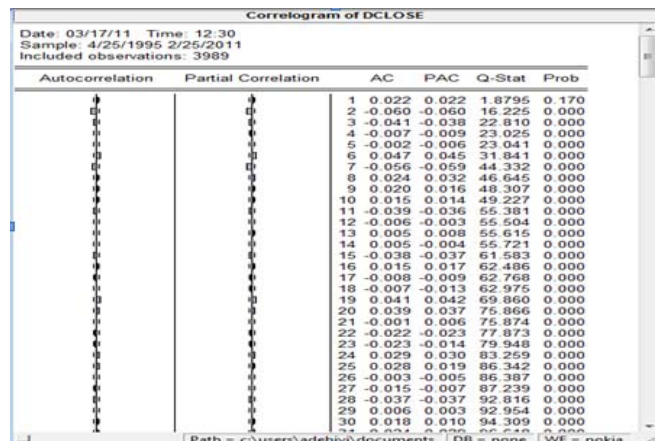 Correlogram of DCLOSE
Date: 03/17/11 Time: 12:30
Sample: 4/25/1995 2/25/2011
Included observations: 3989
Autocorrelation Partial Correlation AC PAC Q-Stat Prob
1 0.022 0.022 1.8795 0.170
2 -0.060 -0.060 16.225 0.000
3 -0.041 -0.038 22.810 0.000
4 -0.007 -0.009 23.025 0.000
5 -0.002 -0.006 23.041 0.000
6 0.047 0.045 31.841 0.000
7 -0.056 -0.059 44.332 0.000
8 0.024 0.032 46.645 0.000
9 0.020 0.016 48.307 0.000
10 0.015 0.014 49.227 0.000
11 -0.039 -0.036 55.381 0.000
12 -0.006 -0.003 55.504 0.000
13 0.005 0.008 55.615 0.000
14 0.005 -0.004 55.721 0.000
15 -0.038 -0.037 61.583 0.000
16 0.015 0.017 62.486 0.000
17 -0.008 -0.009 62.768 0.000
18 -0.007 -0.013 62.975 0.000
19 0.041 0.042 69.860 0.000
20 0.039 0.037 75.866 0.000
21 -0.001 0.006 75.874 0.000
22 -0.022 -0.023 77.873 0.000
23 -0.023 -0.014 79.948 0.000
24 0.029 0.030 83.259 0.000
25 0.028 0.019 86.342 0.000
26 -0.003 -0.005 86.387 0.000
27 -0.015 -0.007 87.239 0.000
28 -0.037 -0.037 92.816 0.000
29 0.006 0.003 92.954 0.000
30 0.018 0.010 94.309 0.000
Path = c:\users\adebiyi\documents DB = none WF = nokia